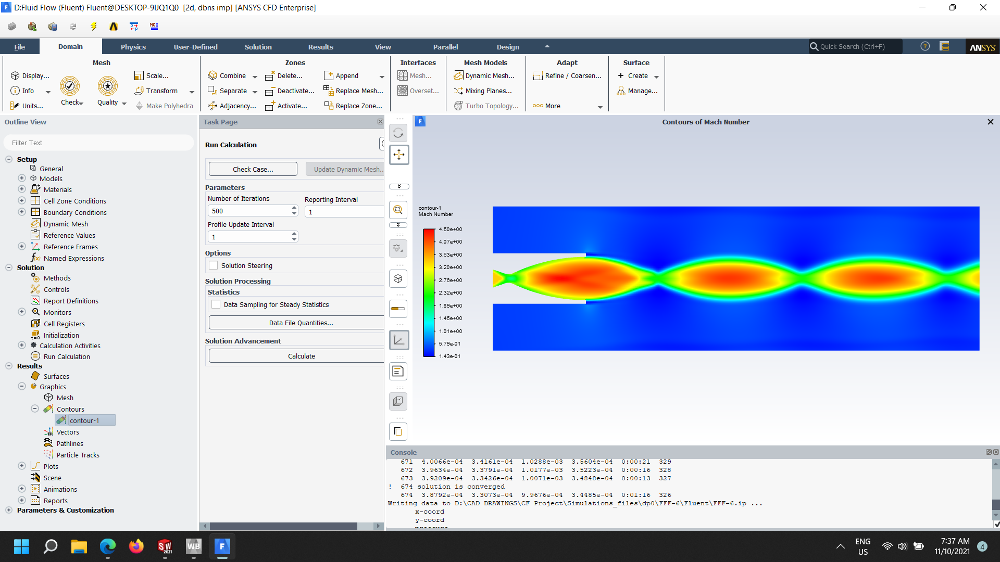 D:Fluid Flow (Fluent) Fluent@DESKTOP-9IJQ1Q0 [2d, dbns imp] [ANSYS CFD Enterprise]
File Domain Physics User-Defined Solution Results View Parallel Design Quick Search (Ctrl+F) ANSYS
Mesh Zones Interfaces Mesh Models Adapt Surface
Display... Scale... Combine Delete... Append Mesh... Dynamic Mesh... Refine / Coarsen... Create
Info Check Quality Transform Separate Deactivate... Replace Mesh... Overset... Mixing Planes... Manage...
Units... Make Polyhedra Adjacency... Activate... Replace Zone... Turbo Topology... More
Outline View
Filter Text
Setup
General
Models
Materials
Cell Zone Conditions
Boundary Conditions
Dynamic Mesh
Reference Values
Reference Frames
Named Expressions
Solution
Methods
Controls
Report Definitions
Monitors
Cell Registers
Initialization
Calculation Activities
Run Calculation
Results
Surfaces
Graphics
Mesh
Contours
contour-1
Vectors
Pathlines
Particle Tracks
Plots
Scene
Animations
Reports
Parameters & Customization
Task Page
Run Calculation
Check Case... Update Dynamic Mesh..
Parameters
Number of Iterations Reporting Interval
500 1
Profile Update Interval
1
Options
Solution Steering
Solution Processing
Statistics
Data Sampling for Steady Statistics
Data File Quantities...
Solution Advancement
Calculate
Contours of Mach Number
contour-1
Mach Number
4.50e+00
4.07e+00
3.63e+00
3.20e+00
2.76e+00
2.32e+00
1.89e+00
1.45e+00
1.01e+00
5.79e-01
1.43e-01
Console
671 4.0066e-04 3.4161e-04 1.0288e-03 3.5604e-04 0:00:21 329
672 3.9634e-04 3.3791e-04 1.0177e-03 3.5223e-04 0:00:16 328
673 3.9209e-04 3.3426e-04 1.0071e-03 3.4848e-04 0:00:13 327
! 674 solution is converged
674 3.8792e-04 3.3073e-04 9.9676e-04 3.4485e-04 0:01:16 326
Writing data to D:\CAD DRAWINGS\CF Project\Simulations_files\dp0\FFF-6\Fluent\FFF-6.ip ...
x-coord
y-coord
pressure
SW 2021 WB F
ENG
US
7:37 AM
11/10/2021
4